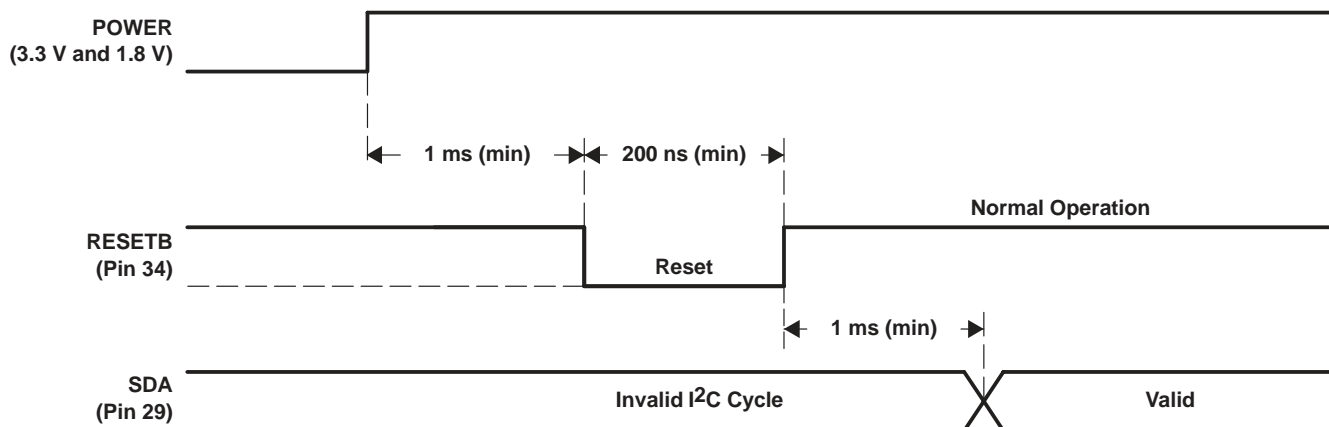 POWER
(3.3 V and 1.8 V)
1 ms (min)
200 ns (min)
Normal Operation
RESETB
(Pin 34)
Reset
1 ms (min)
SDA
(Pin 29)
Invalid I2C Cycle
Valid